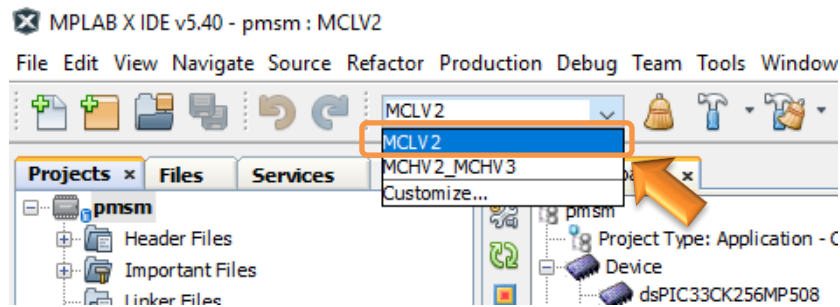 MPLAB X IDE v5.40 - pmsm : MCLV2
File Edit View Navigate Source Refactor Production Debug Team Tools Window
MCLV2
MCLV2
MCHV2_MCHV3
Customize...
Projects × Files Services
pmsm
Header Files
Important Files
Linker Files
pmsm
Project Type: Application -
Device
dsPIC33CK256MP508